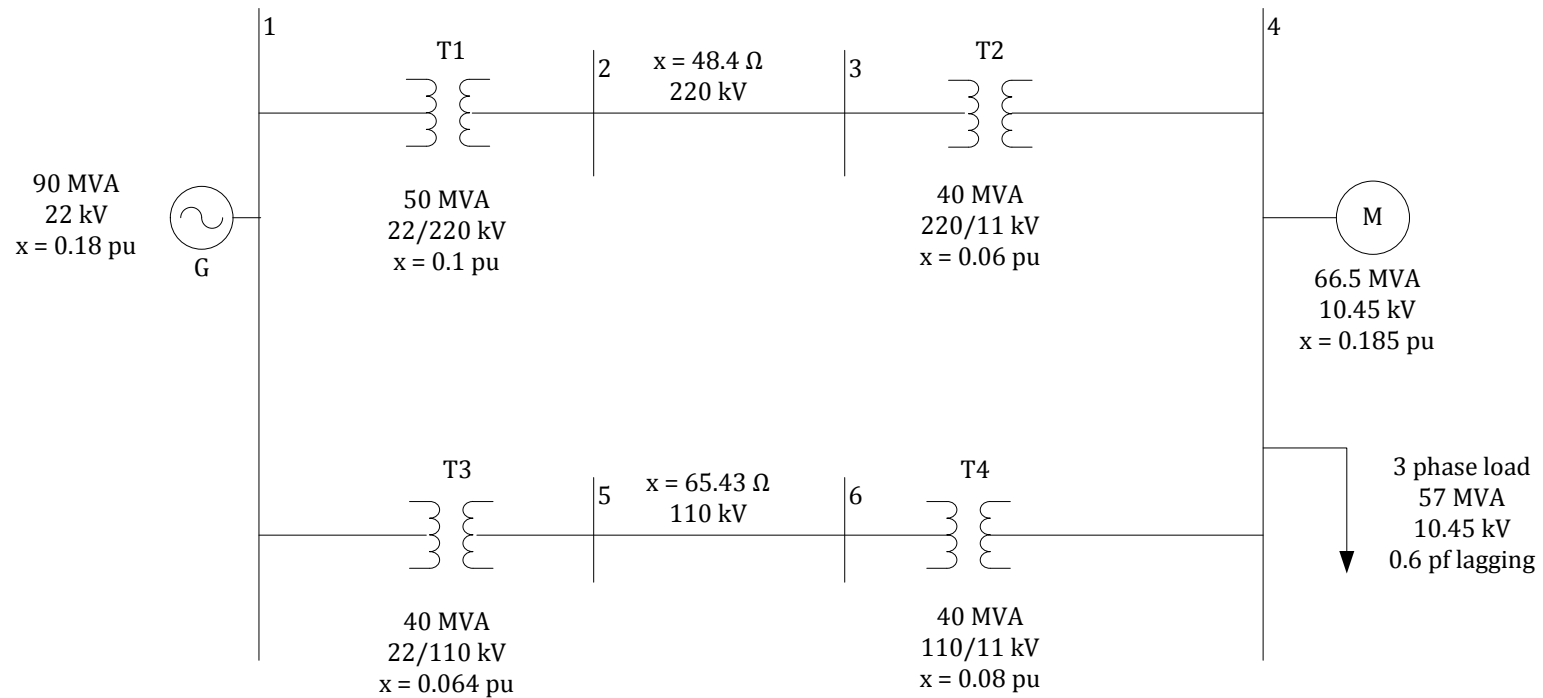 1
4
T1
2
x = 48.4 Ω
220 kV
3
T2
90 MVA
22 kV
x = 0.18 pu
G
50 MVA
22/220 kV
x = 0.1 pu
40 MVA
220/11 kV
x = 0.06 pu
M
66.5 MVA
10.45 kV
x = 0.185 pu
T3
5
x = 65.43 Ω
110 kV
6
T4
3 phase load
57 MVA
10.45 kV
0.6 pf lagging
40 MVA
22/110 kV
x = 0.064 pu
40 MVA
110/11 kV
x = 0.08 pu